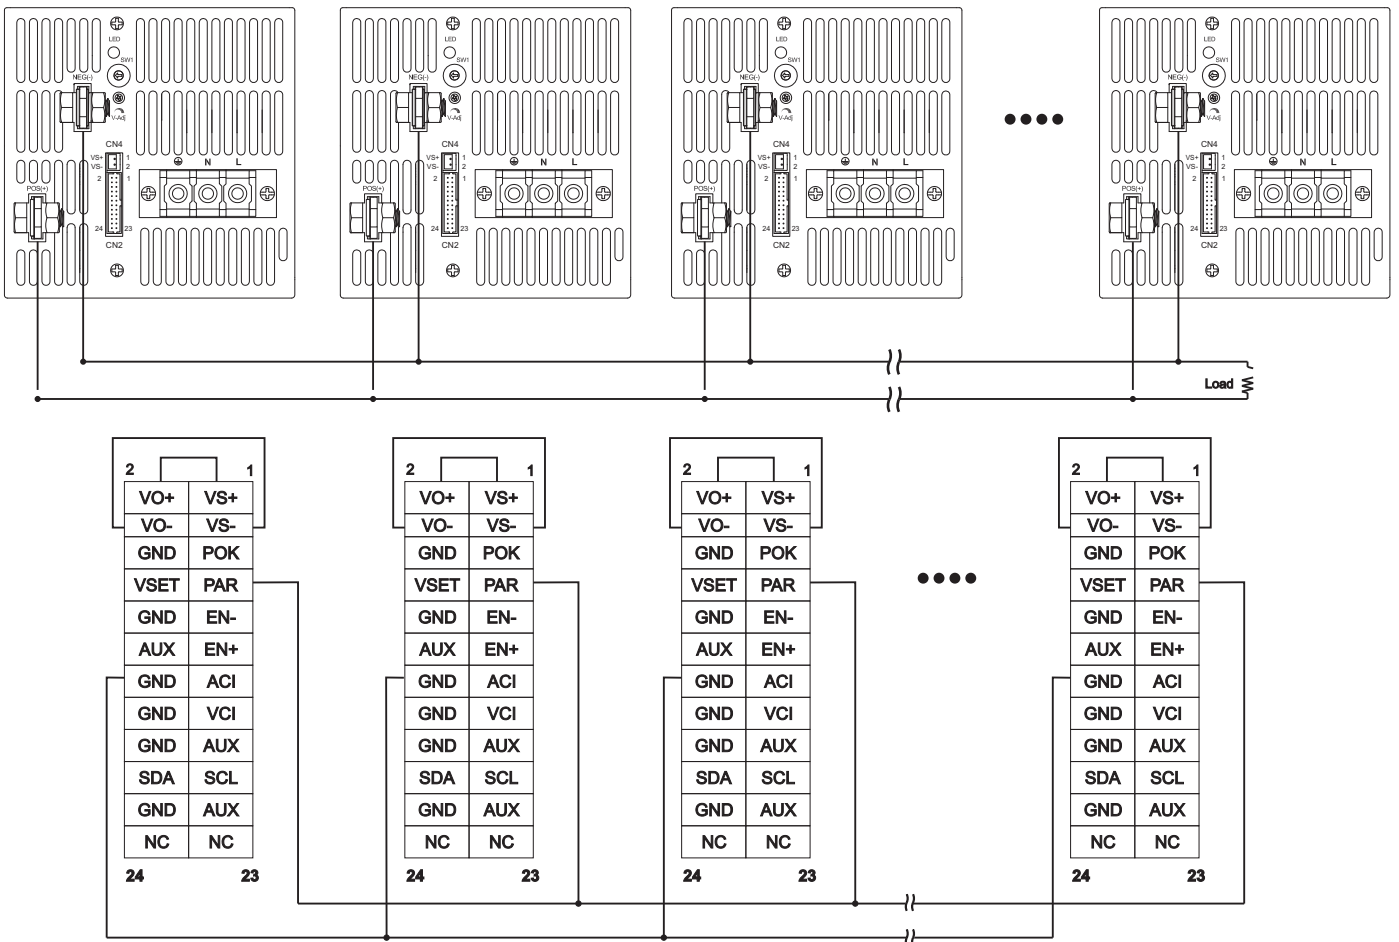 LED LED LED LED
SW1 SW1 SW1 SW1
NEG(-) NEG(-) NEG(-) NEG(-)
V-Adj V-Adj V-Adj V-Adj
CN4 CN4 CN4 CN4
VS+ 1 VS+ 1 VS+ 1 VS+ 1
VS- 2 N L VS- 2 N L VS- 2 N L VS- 2 N L
2 1 2 1 2 1 2 1
POS(+) POS(+) POS(+) POS(+)
24 23 24 23 24 23 24 23
CN2 CN2 CN2 CN2
Load
2 1 2 1 2 1 2 1
VO+ VS+ VO+ VS+ VO+ VS+ VO+ VS+
VO- VS- VO- VS- VO- VS- VO- VS-
GND POK GND POK GND POK GND POK
VSET PAR VSET PAR VSET PAR VSET PAR
GND EN- GND EN- GND EN- GND EN-
AUX EN+ AUX EN+ AUX EN+ AUX EN+
GND ACI GND ACI GND ACI GND ACI
GND VCI GND VCI GND VCI GND VCI
GND AUX GND AUX GND AUX GND AUX
SDA SCL SDA SCL SDA SCL SDA SCL
GND AUX GND AUX GND AUX GND AUX
NC NC NC NC NC NC NC NC
24 23 24 23 24 23 24 23